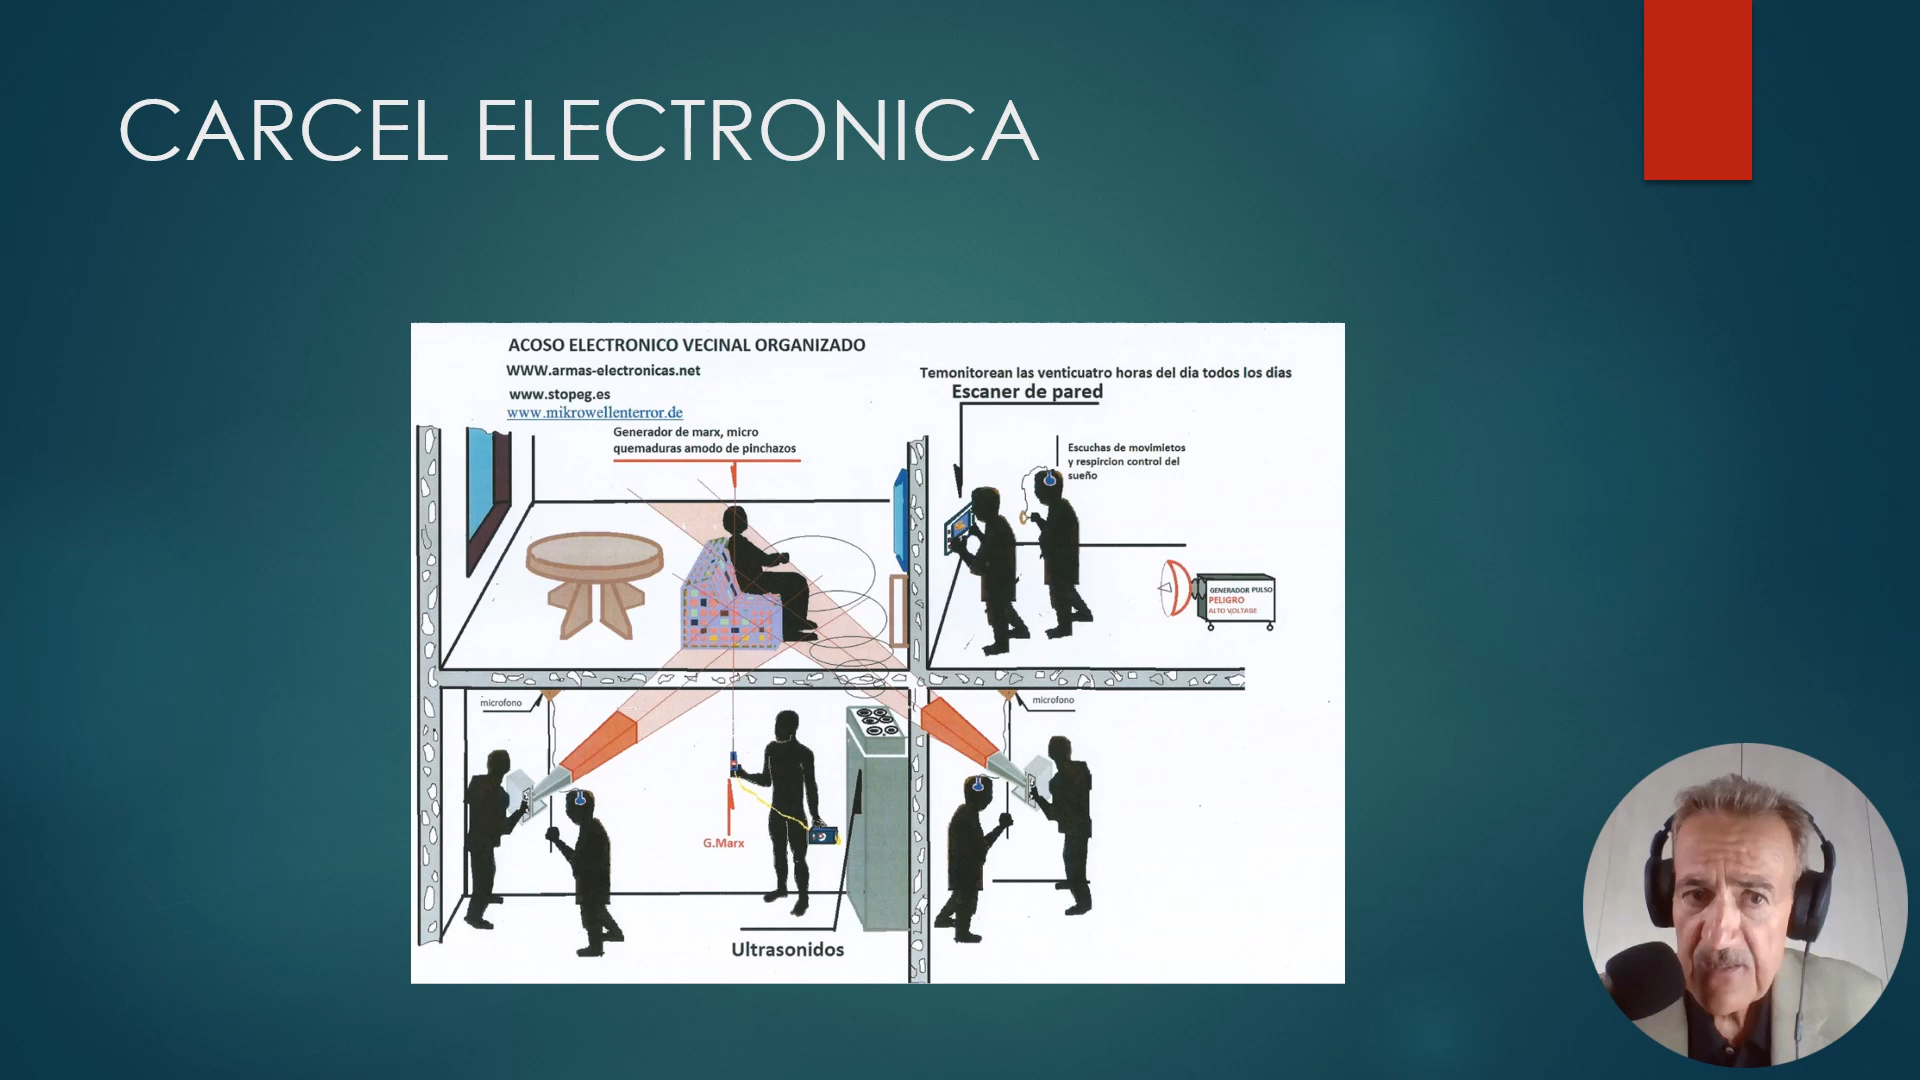 CARCEL ELECTRONICA
ACOSO ELECTRONICO VECINAL ORGANIZADO
WWW.armas-electronicas.net
www.stopeg.es
www.mikrowellenterror.de
Generador de marx, micro
quemaduras amodo de pinchazos
Temonitorean las venticuatro horas del dia todos los dias
Escaner de pared
Escuchas de movimietos
y respircion control del
sueño
GENERADOR PULSO
PELIGRO
ALTO VOLTAGE
microfono
microfono
G.Marx
Ultrasonidos